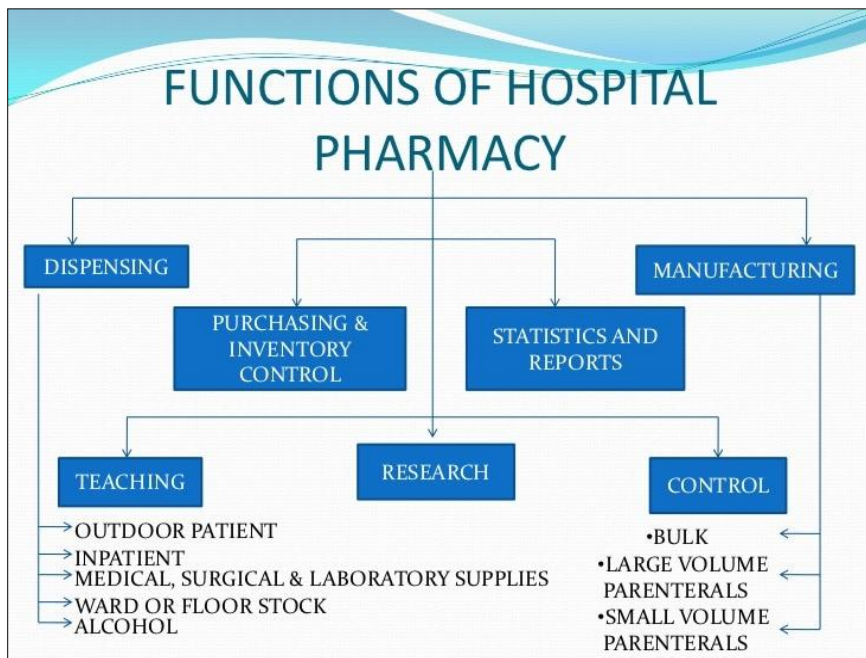 FUNCTIONS OF HOSPITAL
PHARMACY
DISPENSING
MANUFACTURING
PURCHASING &
INVENTORY
CONTROL
STATISTICS AND
REPORTS
TEACHING
RESEARCH
CONTROL
OUTDOOR PATIENT
INPATIENT
MEDICAL, SURGICAL & LABORATORY SUPPLIES
WARD OR FLOOR STOCK
ALCOHOL
•BULK
•LARGE VOLUME
PARENTERALS
•SMALL VOLUME
PARENTERALS